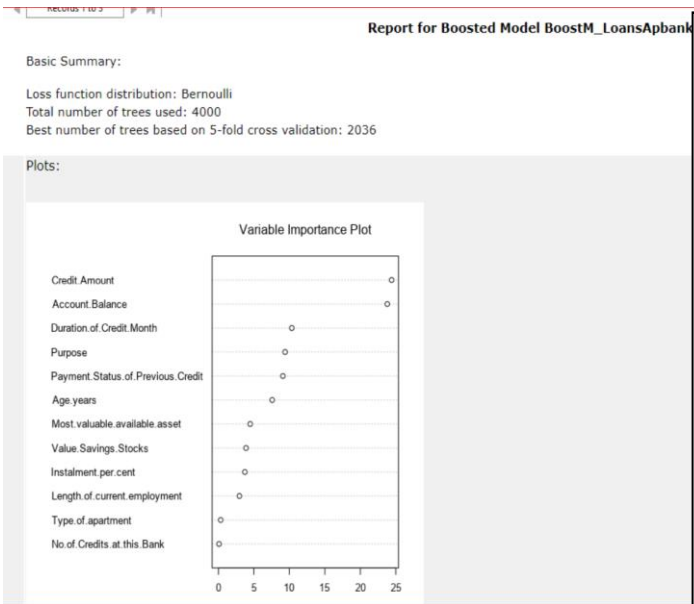 Records 1 to 5
Report for Boosted Model BoostM_LoansApbank
Basic Summary:
Loss function distribution: Bernoulli
Total number of trees used: 4000
Best number of trees based on 5-fold cross validation: 2036
Plots:
Variable Importance Plot
Credit.Amount
Account.Balance
Duration.of.Credit.Month
Purpose
Payment.Status.of.Previous.Credit
Age.years
Most.valuable.available.asset
Value.Savings.Stocks
Instalment.per.cent
Length.of.current.employment
Type.of.apartment
No.of.Credits.at.this.Bank
0 5 10 15 20 25